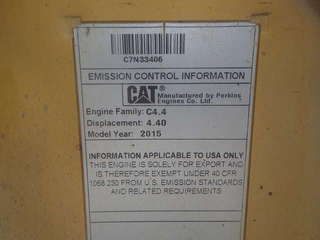 C7N33406
EMISSION CONTROL INFORMATION
CAT Manufactured by Perkins
Engines Co. Ltd.
Engine Family: C4.4
Displacement: 4.40
Model Year: 2015
INFORMATION APPLICABLE TO USA ONLY
THIS ENGINE IS SOLELY FOR EXPORT AND
IS THEREFORE EXEMPT UNDER 40 CFR
1068.230 FROM U.S. EMISSION STANDARDS
AND RELATED REQUIREMENTS